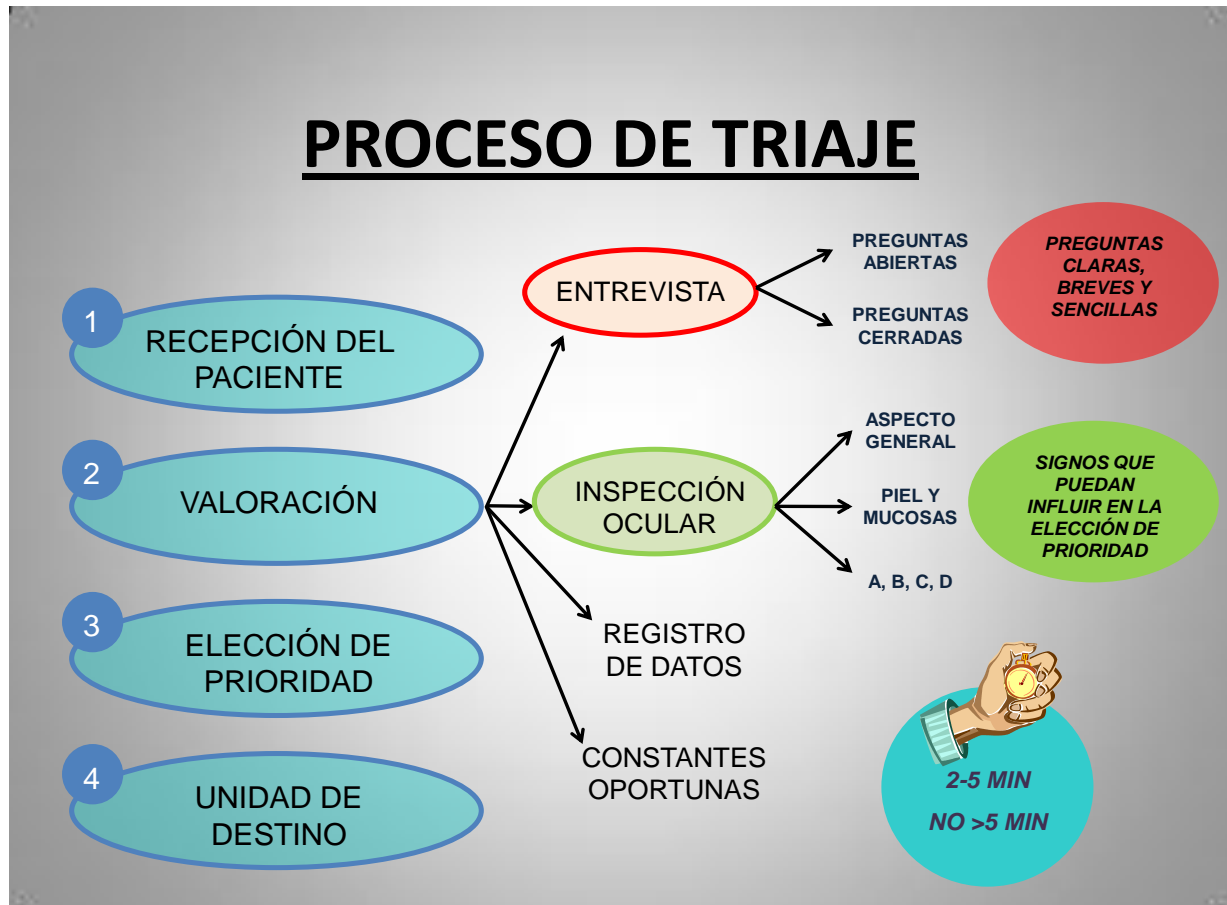 PROCESO DE TRIAJE
1
RECEPCIÓN DEL
PACIENTE
2
VALORACIÓN
3
ELECCIÓN DE
PRIORIDAD
4
UNIDAD DE
DESTINO
ENTREVISTA
PREGUNTAS
ABIERTAS
PREGUNTAS
CERRADAS
PREGUNTAS
CLARAS,
BREVES Y
SENCILLAS
INSPECCIÓN
OCULAR
ASPECTO
GENERAL
PIEL Y
MUCOSAS
A, B, C, D
SIGNOS QUE
PUEDAN
INFLUIR EN LA
ELECCIÓN DE
PRIORIDAD
REGISTRO
DE DATOS
CONSTANTES
OPORTUNAS
2-5 MIN
NO >5 MIN